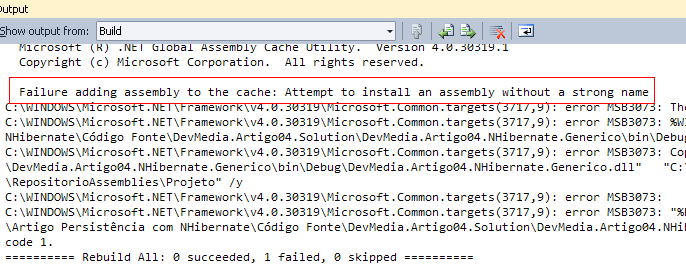 Output
Show output from: Build
Microsoft (R) .NET Global Assembly Cache Utility.  Version 4.0.30319.1
Copyright (c) Microsoft Corporation.  All rights reserved.
Failure adding assembly to the cache: Attempt to install an assembly without a strong name
C:\WINDOWS\Microsoft.NET\Framework\v4.0.30319\Microsoft.Common.targets(3717,9): error MSB3073: The
C:\WINDOWS\Microsoft.NET\Framework\v4.0.30319\Microsoft.Common.targets(3717,9): error MSB3073: %W
NHibernate\Código Fonte\DevMedia.Artigo04.Solution\DevMedia.Artigo04.NHibernate.Generico\bin\Debug
C:\WINDOWS\Microsoft.NET\Framework\v4.0.30319\Microsoft.Common.targets(3717,9): error MSB3073: Cop
\DevMedia.Artigo04.NHibernate.Generico\bin\Debug\DevMedia.Artigo04.NHibernate.Generico.dll"   "C:\
\RepositorioAssemblies\Projeto" /y
C:\WINDOWS\Microsoft.NET\Framework\v4.0.30319\Microsoft.Common.targets(3717,9): error MSB3073:
C:\WINDOWS\Microsoft.NET\Framework\v4.0.30319\Microsoft.Common.targets(3717,9): error MSB3073: "%
\Artigo Persistência com NHibernate\Código Fonte\DevMedia.Artigo04.Solution\DevMedia.Artigo04.NHib
code 1.
========== Rebuild All: 0 succeeded, 1 failed, 0 skipped ==========